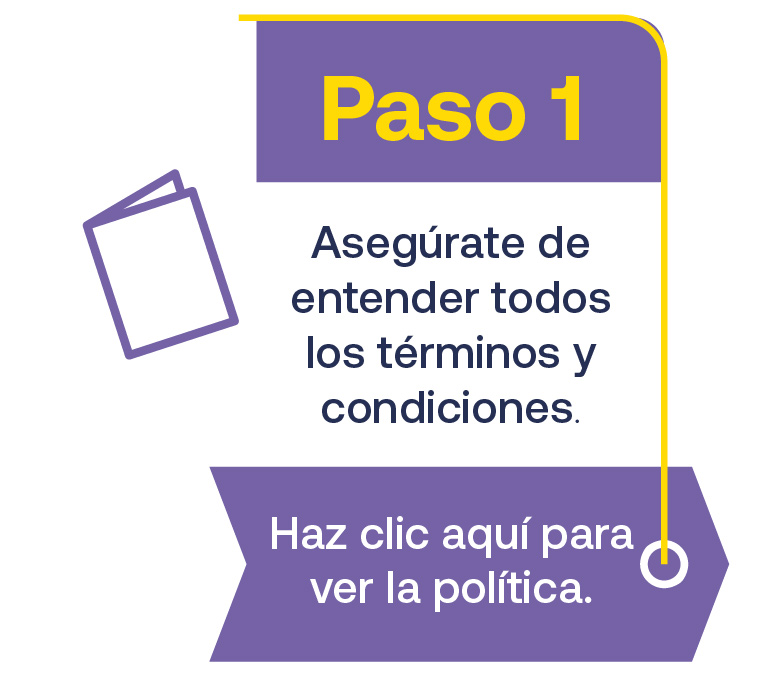 Paso 1
Asegúrate de
entender todos
los términos y
condiciones.
Haz clic aquí para
ver la política.